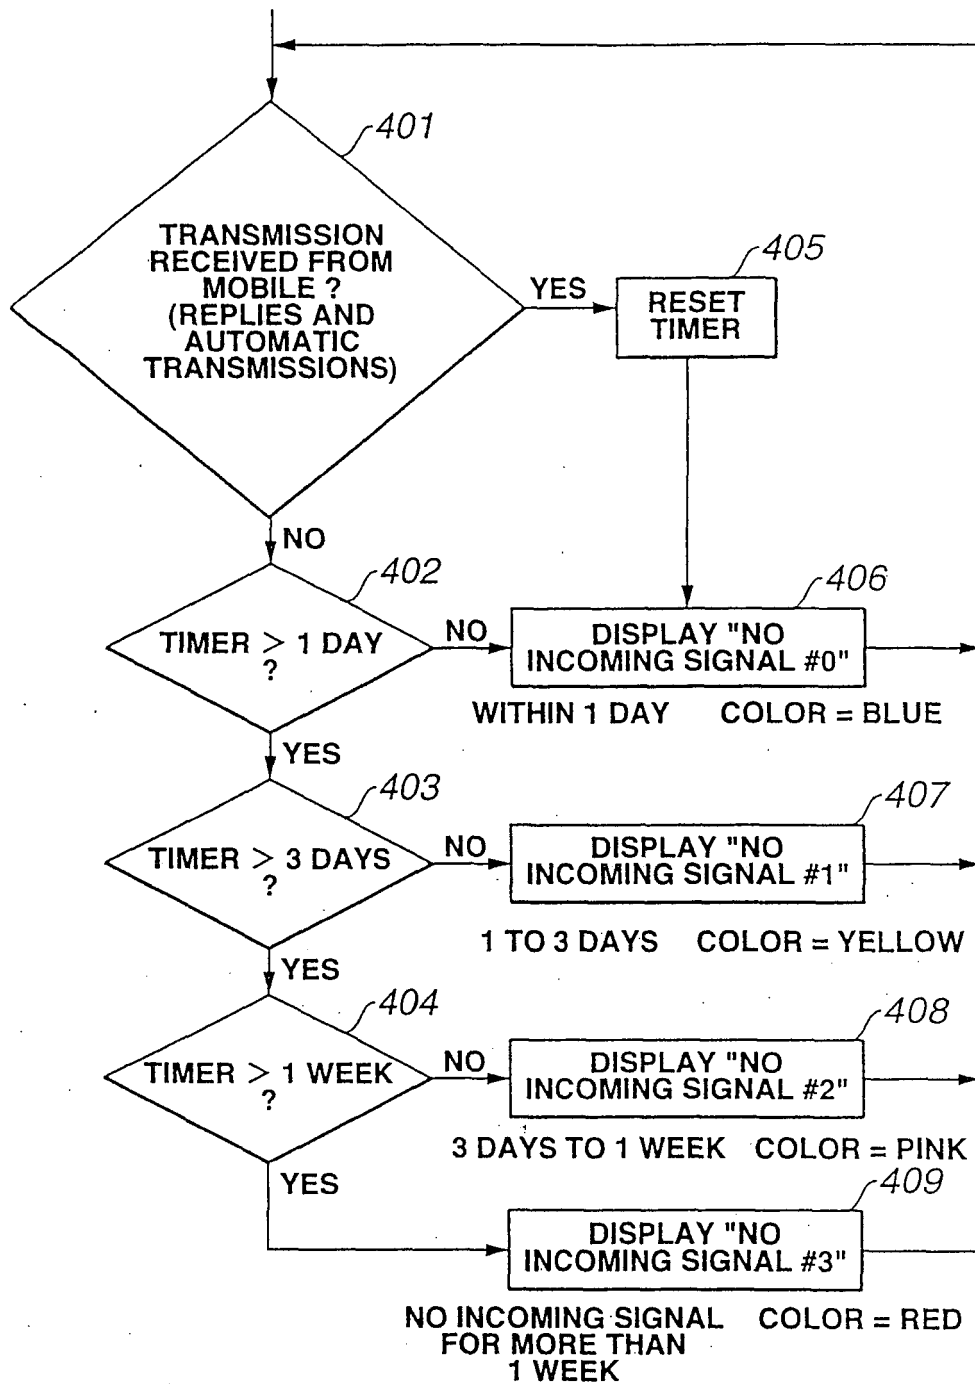 401
TRANSMISSION
RECEIVED FROM
MOBILE ?
(REPLIES AND
AUTOMATIC
TRANSMISSIONS)
YES
405
RESET
TIMER
NO
402
TIMER > 1 DAY
?
NO
406
DISPLAY "NO
INCOMING SIGNAL #0"
WITHIN 1 DAY COLOR = BLUE
YES
403
TIMER > 3 DAYS
?
NO
407
DISPLAY "NO
INCOMING SIGNAL #1"
1 TO 3 DAYS COLOR = YELLOW
YES
404
TIMER > 1 WEEK
?
NO
408
DISPLAY "NO
INCOMING SIGNAL #2"
3 DAYS TO 1 WEEK COLOR = PINK
YES
409
DISPLAY "NO
INCOMING SIGNAL #3"
NO INCOMING SIGNAL COLOR = RED
FOR MORE THAN
1 WEEK